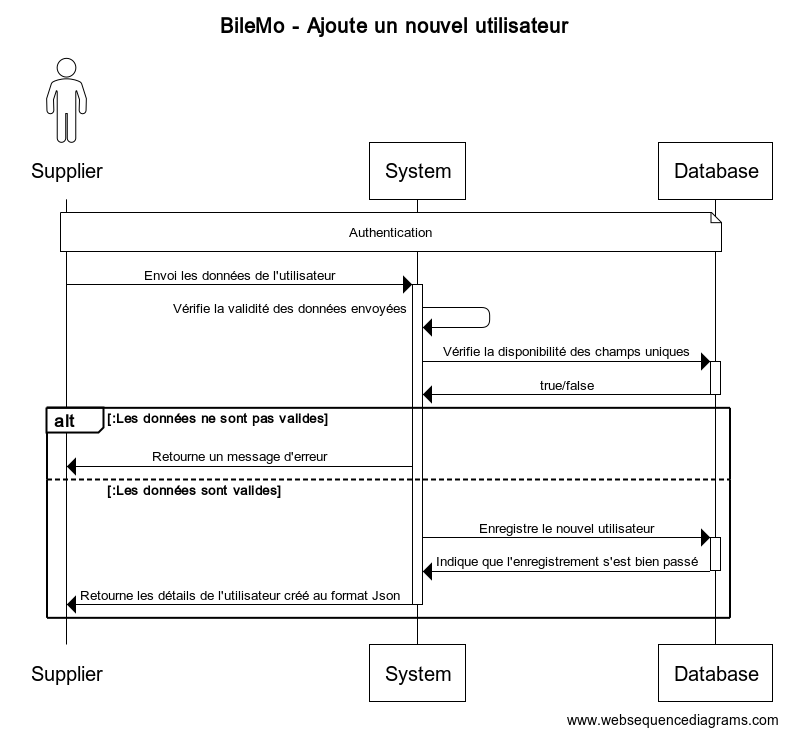 BileMo - Ajoute un nouvel utilisateur
Supplier
System
Database
Authentication
Envoi les données de l'utilisateur
Vérifie la validité des données envoyées
Vérifie la disponibilité des champs uniques
true/false
alt [:Les données ne sont pas valides]
Retourne un message d'erreur
[:Les données sont valides]
Enregistre le nouvel utilisateur
Indique que l'enregistrement s'est bien passé
Retourne les détails de l'utilisateur créé au format Json
Supplier
System
Database
www.websequencediagrams.com